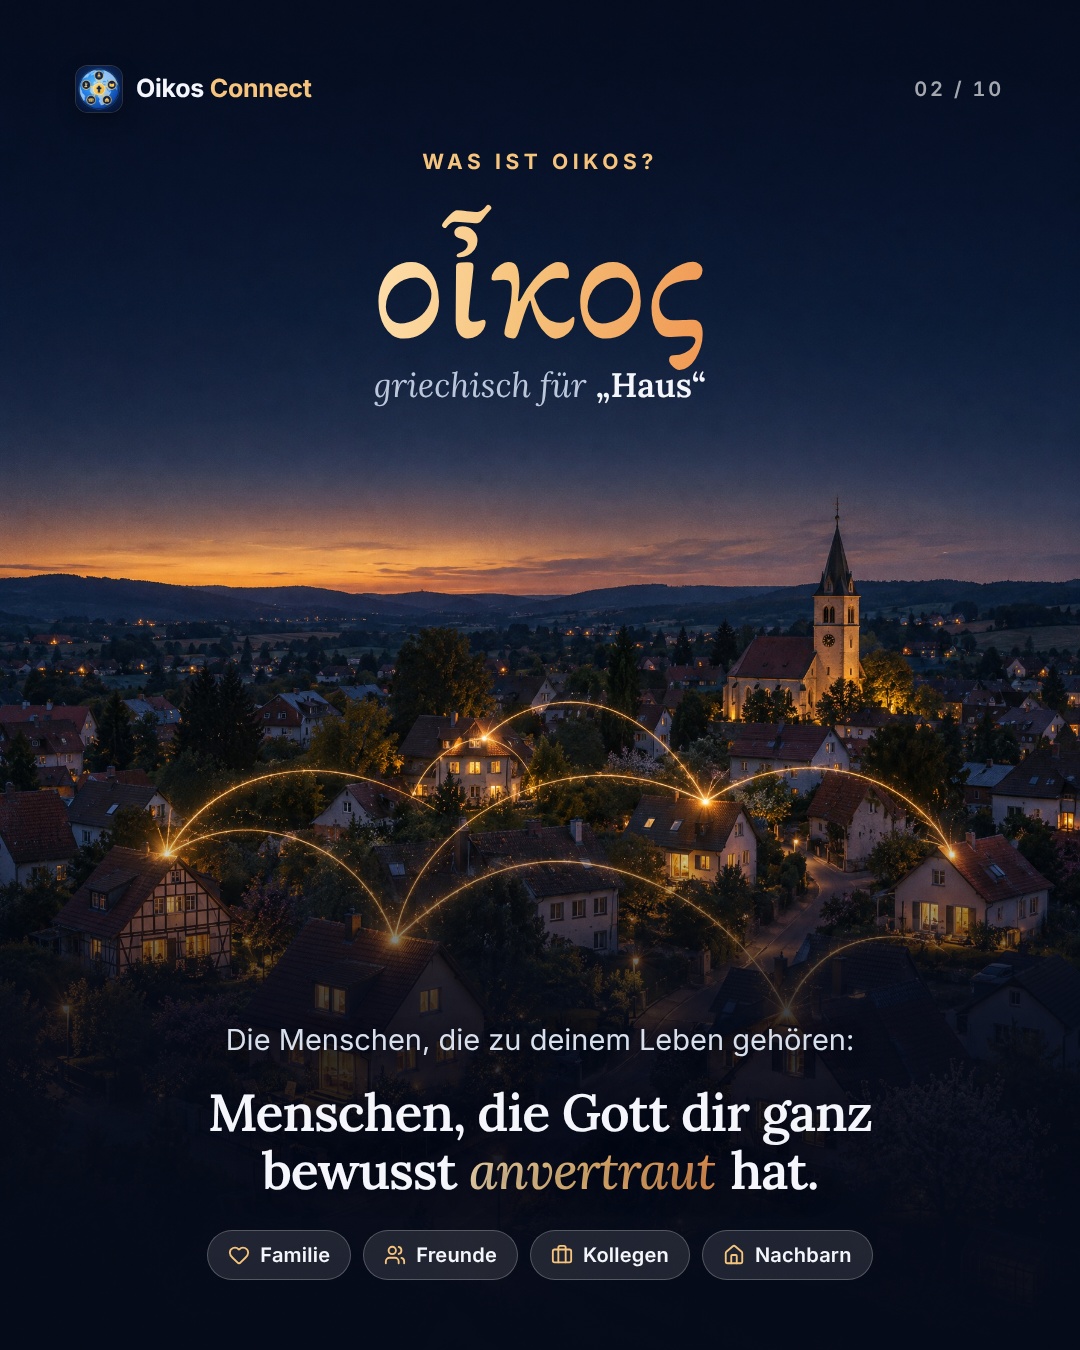 Oikos Connect
02 / 10
WAS IST OIKOS?
οἶκος
griechisch für „Haus“
Die Menschen, die zu deinem Leben gehören:
Menschen, die Gott dir ganz
bewusst anvertraut hat.
Familie
Freunde
Kollegen
Nachbarn